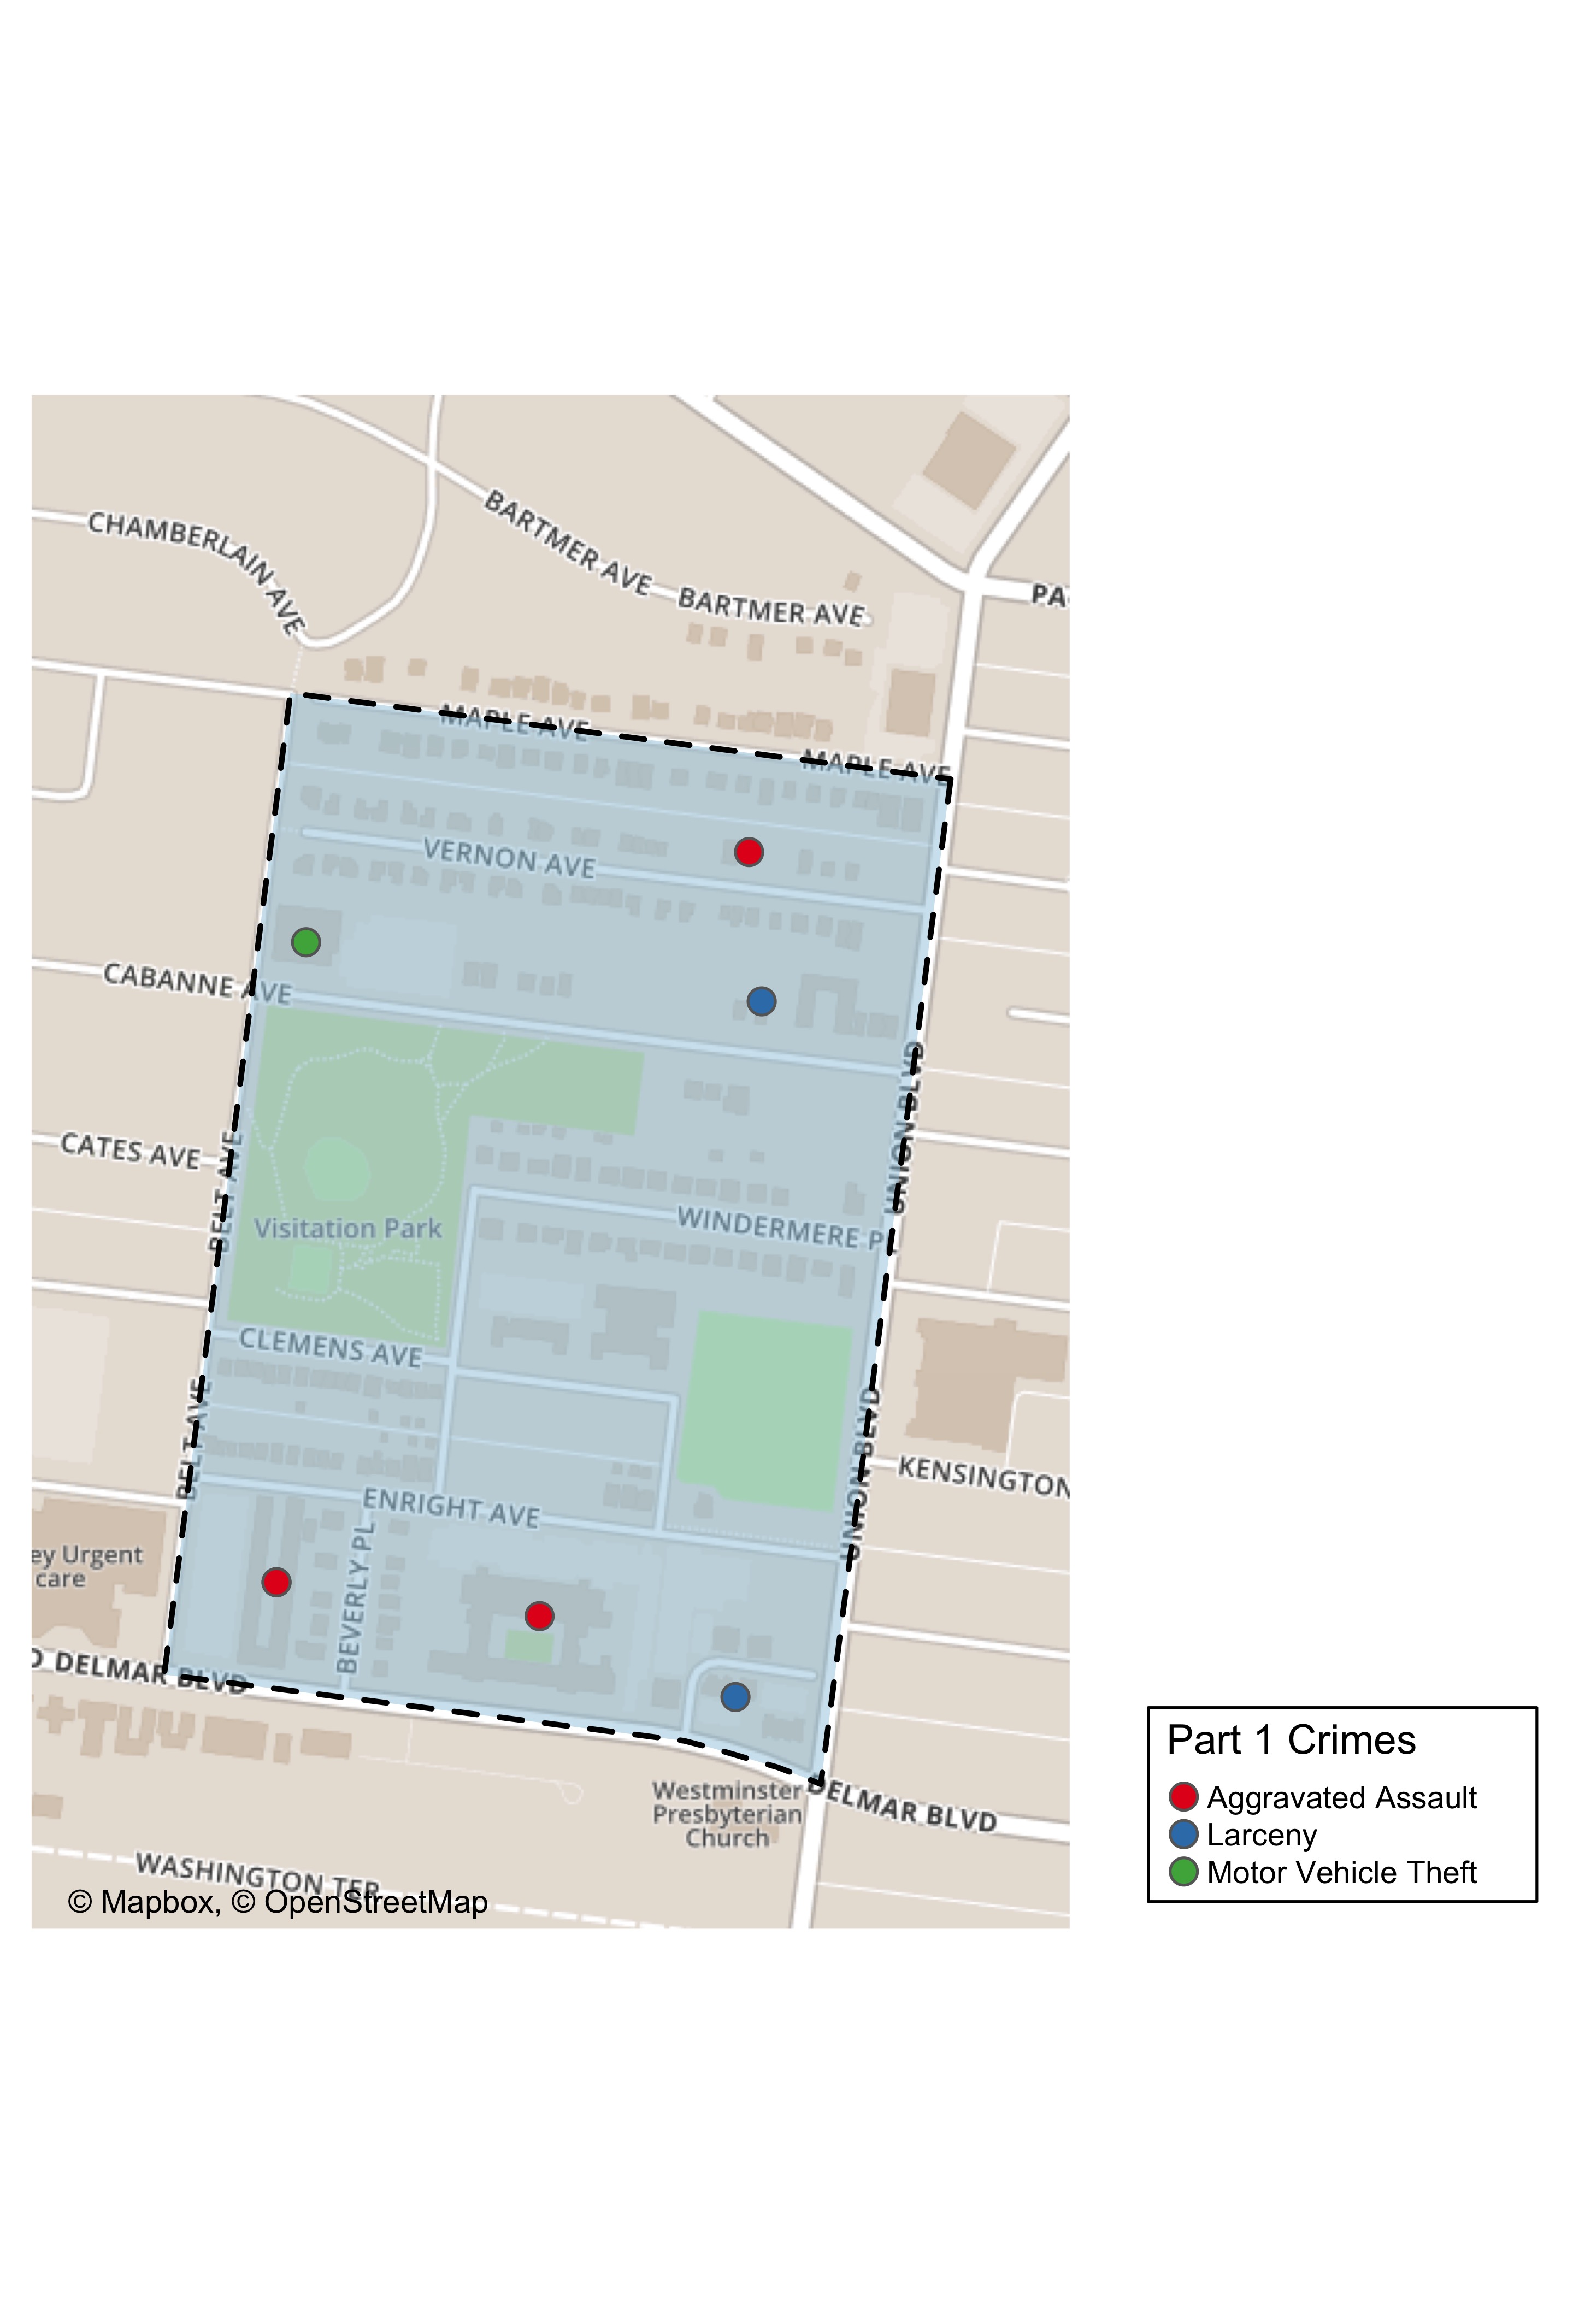 CHAMBERLAIN AVE
BARTMER AVE
BARTMER AVE
PA
MAPLE AVE
MAPLE AVE
VERNON AVE
CABANNE AVE
UNION BLVD
CATES AVE
BELT AVE
Visitation Park
WINDERMERE P
CLEMENS AVE
BELT AVE
UNION BLVD
KENSINGTON
ENRIGHT AVE
BEVERLY PL
ey Urgent
care
O DELMAR BLVD
DELMAR BLVD
Westminster
Presbyterian
Church
WASHINGTON TER
© Mapbox, © OpenStreetMap
Part 1 Crimes
Aggravated Assault
Larceny
Motor Vehicle Theft